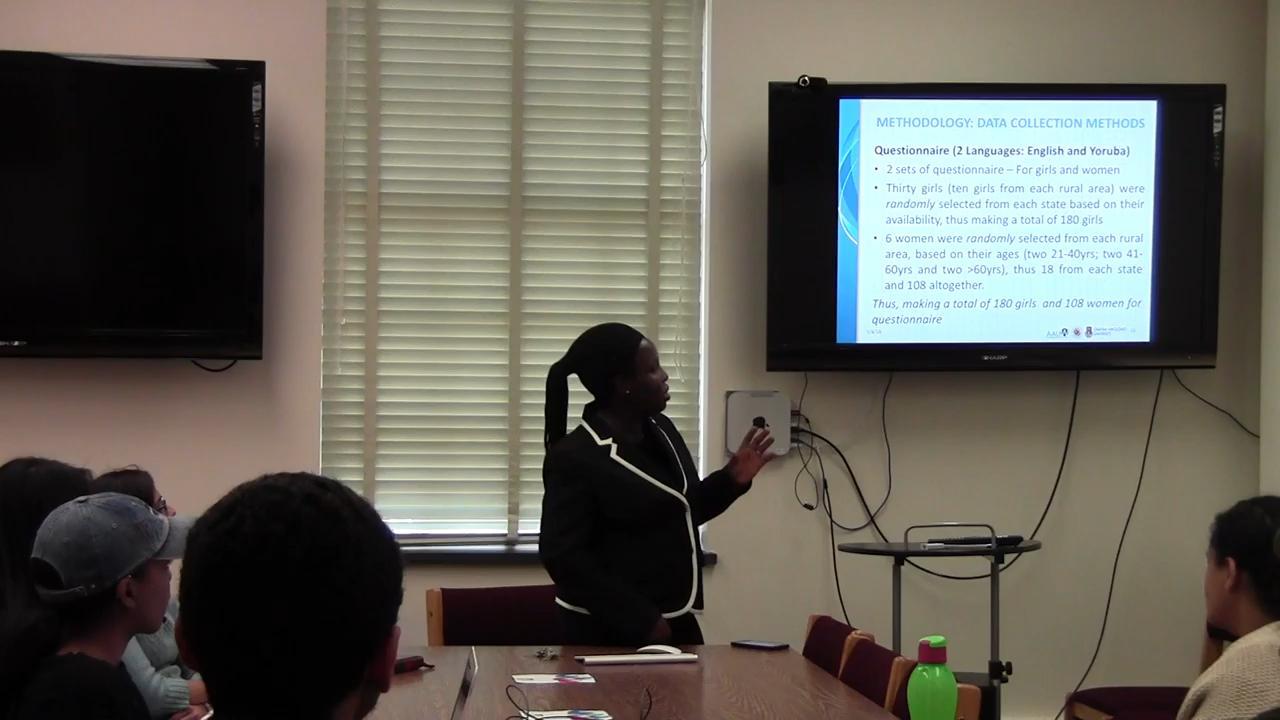 METHODOLOGY: DATA COLLECTION METHODS
Questionnaire (2 Languages: English and Yoruba)
• 2 sets of questionnaire – For girls and women
• Thirty girls (ten girls from each rural area) were
randomly selected from each state based on their
availability, thus making a total of 180 girls
• 6 women were randomly selected from each rural
area, based on their ages (two 21-40yrs; two 41-
60yrs and two >60yrs), thus 18 from each state
and 108 altogether.
Thus, making a total of 180 girls and 108 women for
questionnaire
SHARP